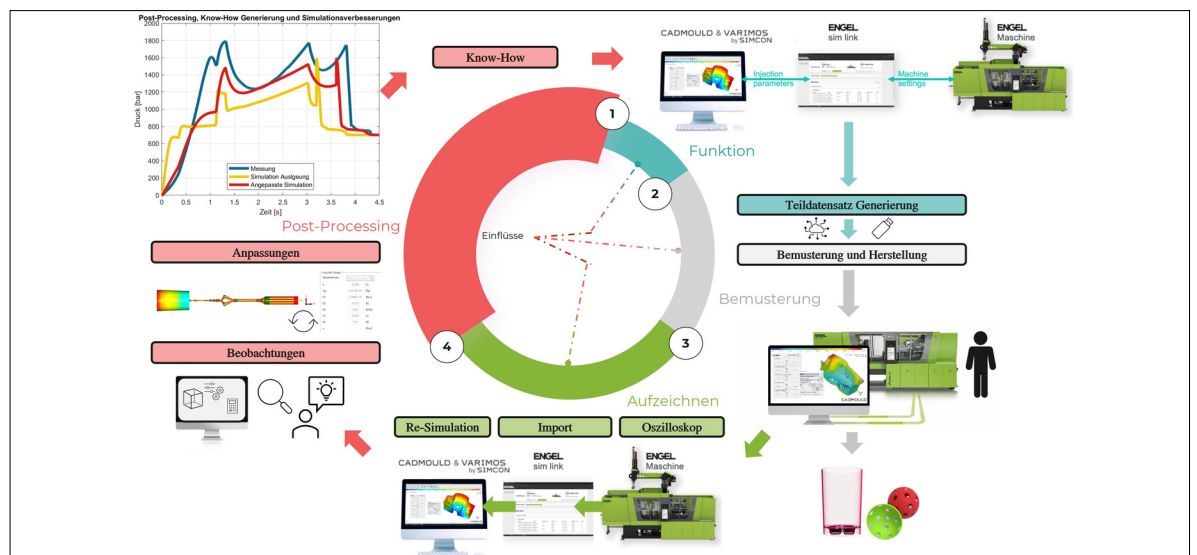 Post-Processing, Know-How Generierung und Simulationsverbesserungen
Druck [bar]
2000
1800
1600
1400
1200
1000
800
600
400
200
0
Messung
Simulation Auslgeung
Angepasste Simulation
0 0.5 1 1.5 2 2.5 3 3.5 4 4.5
Zeit [s]
Know-How
CADMOULD & VARIMOS
by SIMCON
ENGEL
sim link
ENGEL
Maschine
Injection
parameters
Machine
settings
1
Funktion
2
Teildatensatz Generierung
Bemusterung und Herstellung
Bemusterung
Post-Processing
Einflüsse
Anpassungen
Beobachtungen
4
3
CADMOULD
Aufzeichnen
Re-Simulation
Import
Oszilloskop
CADMOULD & VARIMOS
by SIMCON
ENGEL
sim link
ENGEL
Maschine